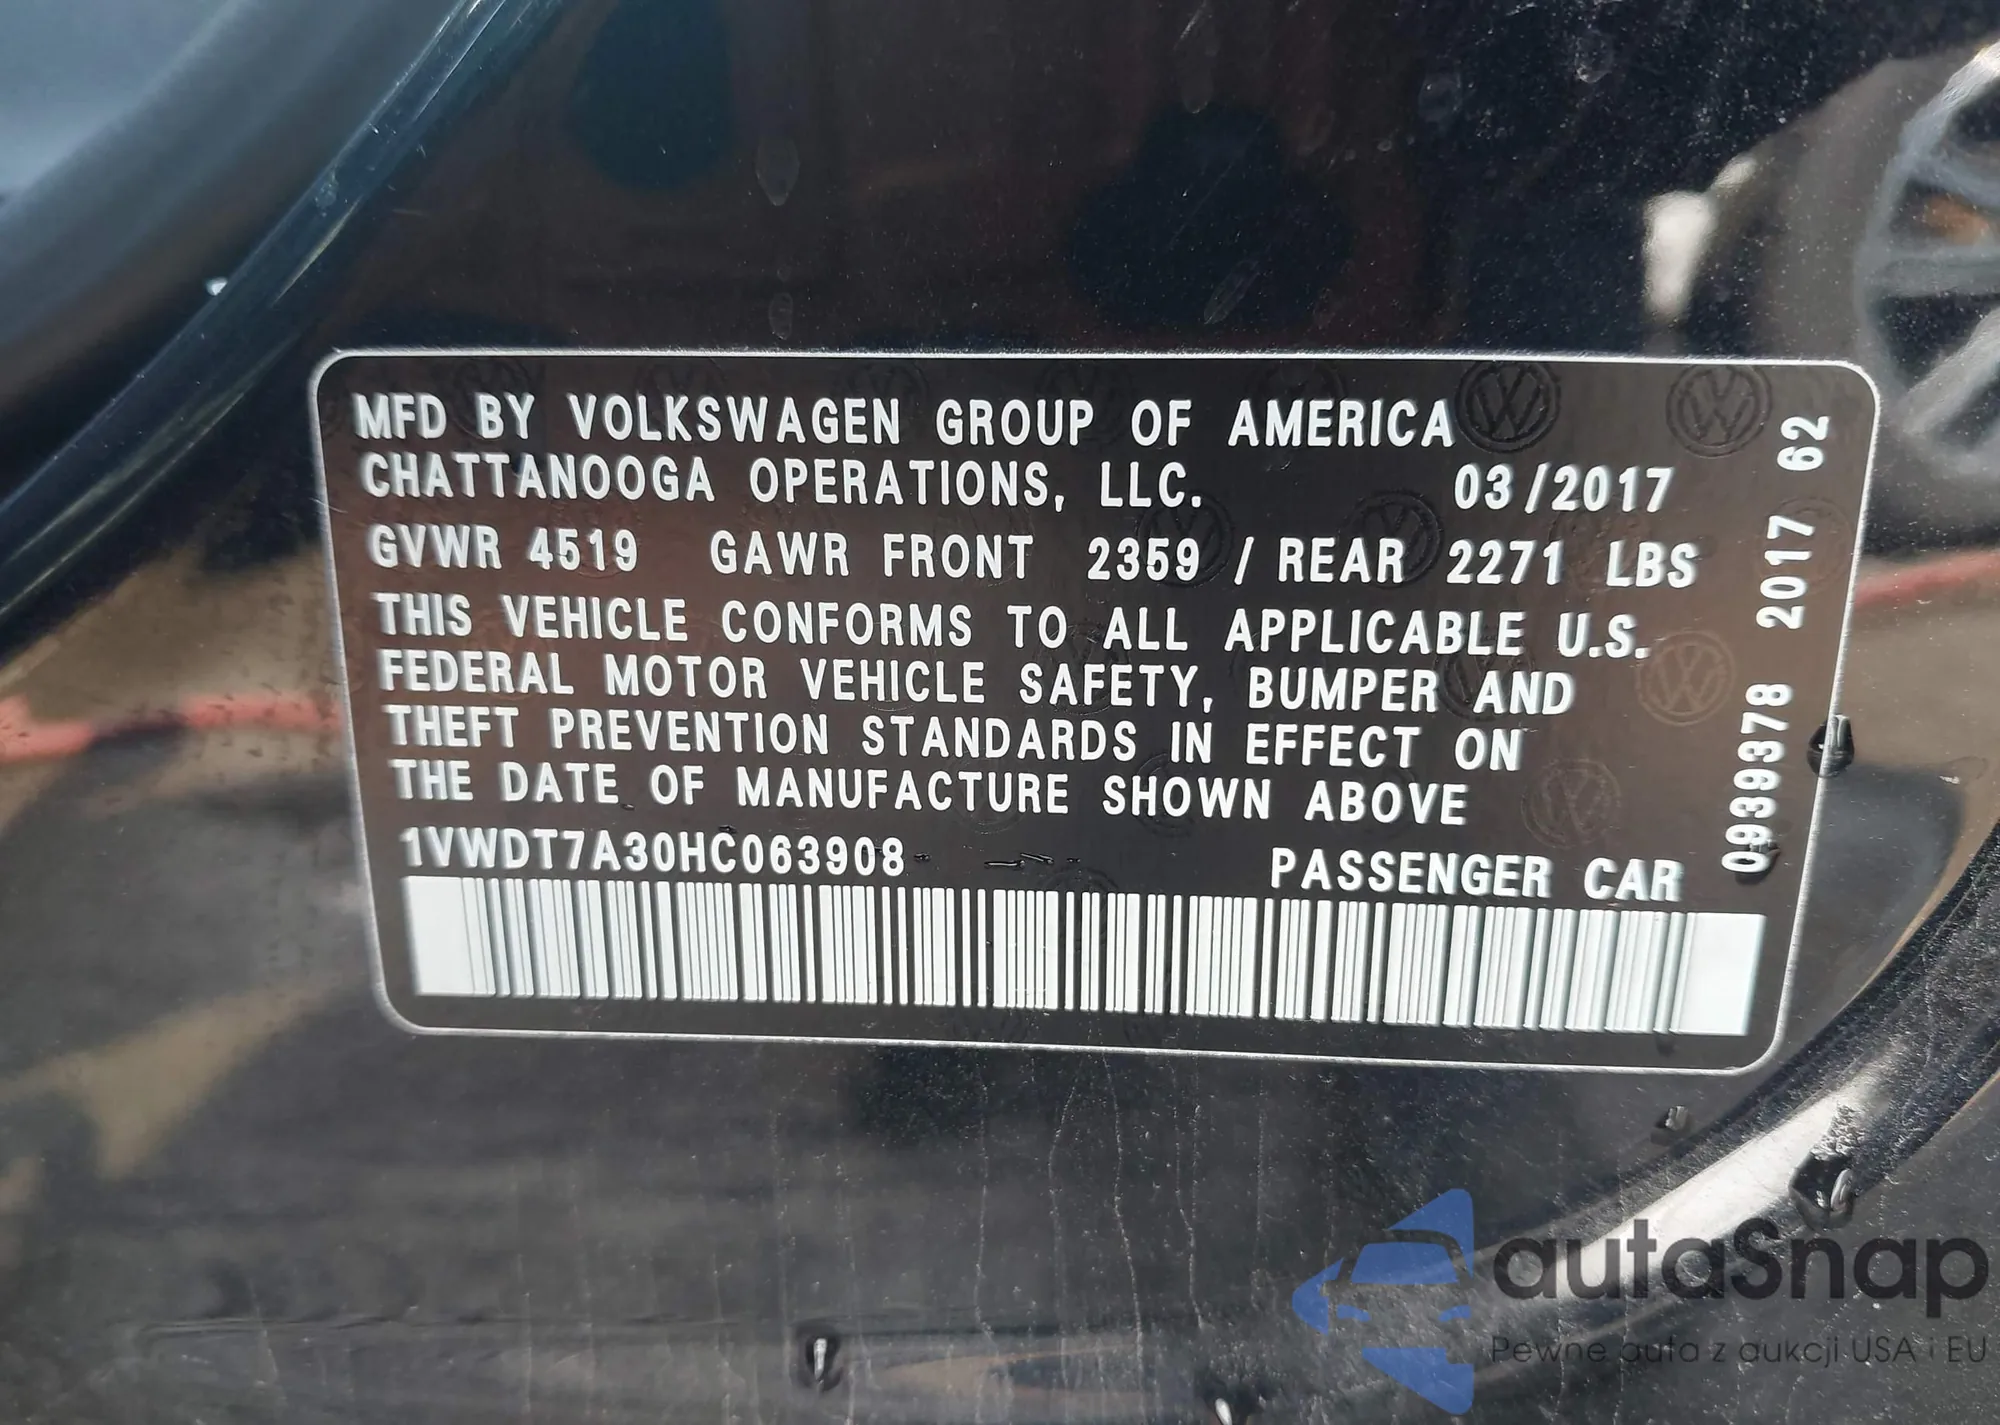 MFD BY VOLKSWAGEN GROUP OF AMERICA
CHATTANOOGA OPERATIONS, LLC. 03/2017
GVWR 4519 GAWR FRONT 2359 / REAR 2271 LBS
THIS VEHICLE CONFORMS TO ALL APPLICABLE U.S.
FEDERAL MOTOR VEHICLE SAFETY, BUMPER AND
THEFT PREVENTION STANDARDS IN EFFECT ON
THE DATE OF MANUFACTURE SHOWN ABOVE
1VWDT7A30HC063908 PASSENGER CAR
0939378 2017 62
autaSnap
Pewne auta z aukcji USA i EU